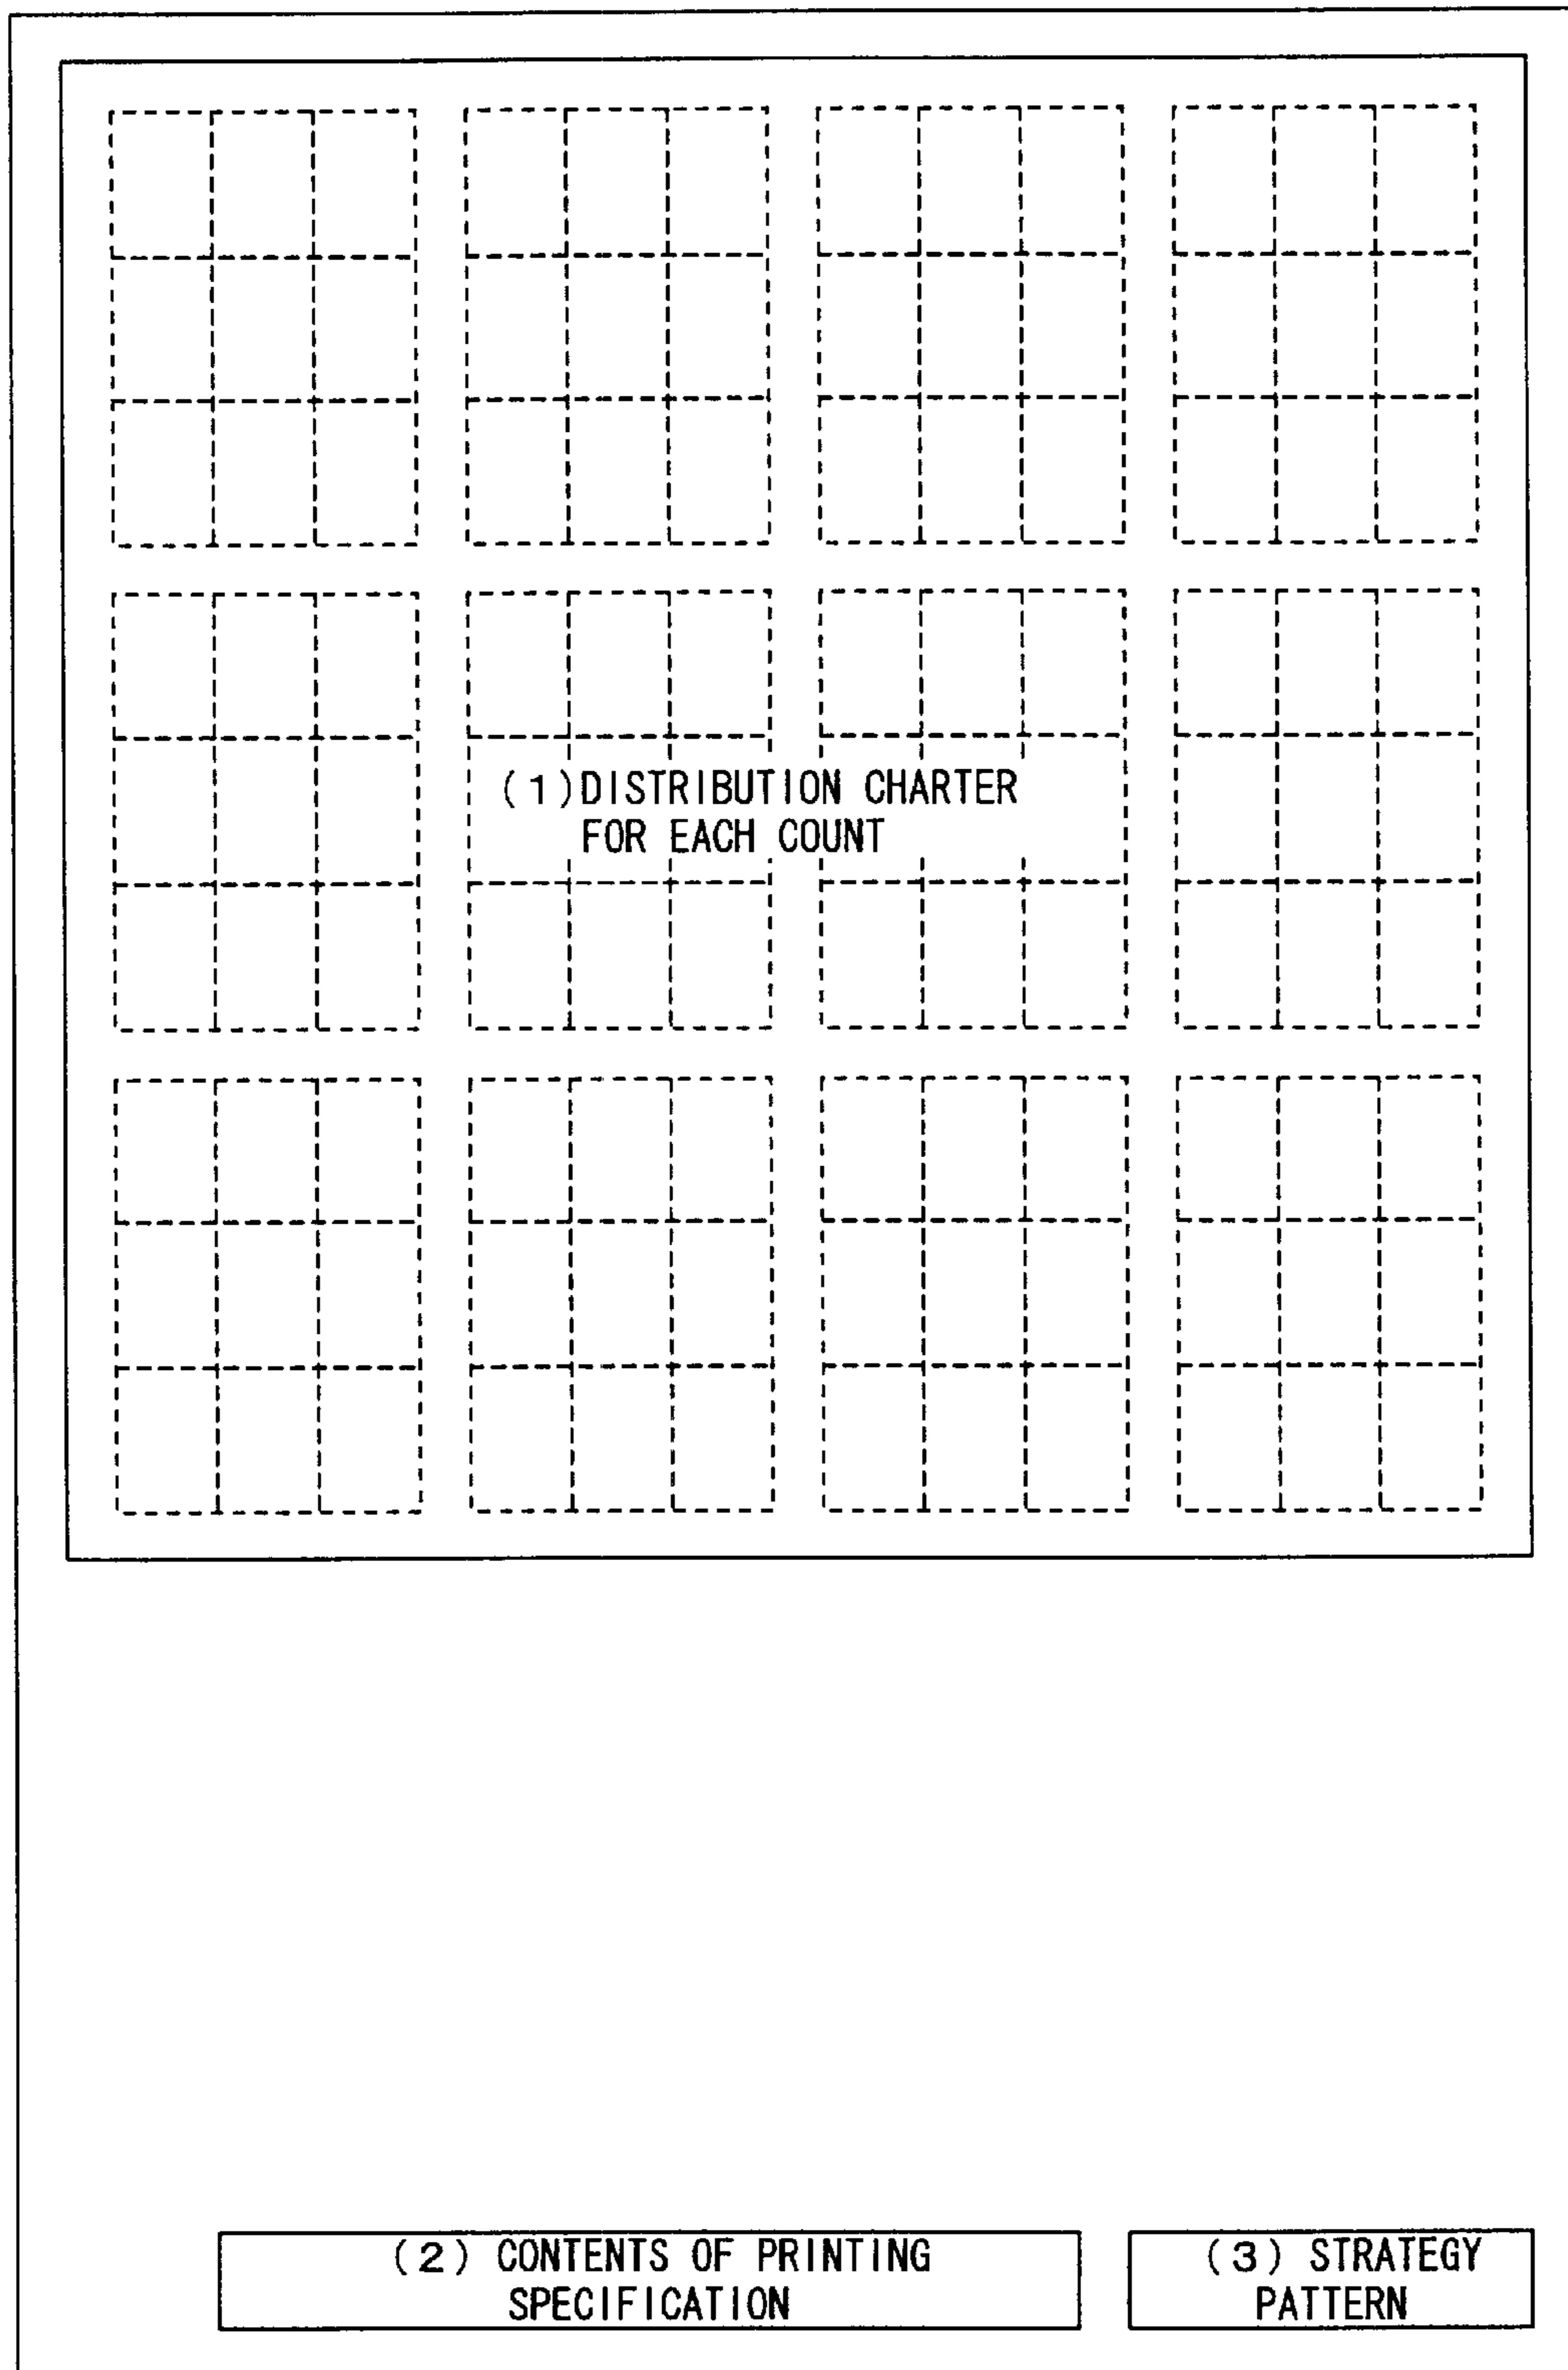 (1)DISTRIBUTION CHARTER
FOR EACH COUNT
(2) CONTENTS OF PRINTING
SPECIFICATION
(3) STRATEGY
PATTERN